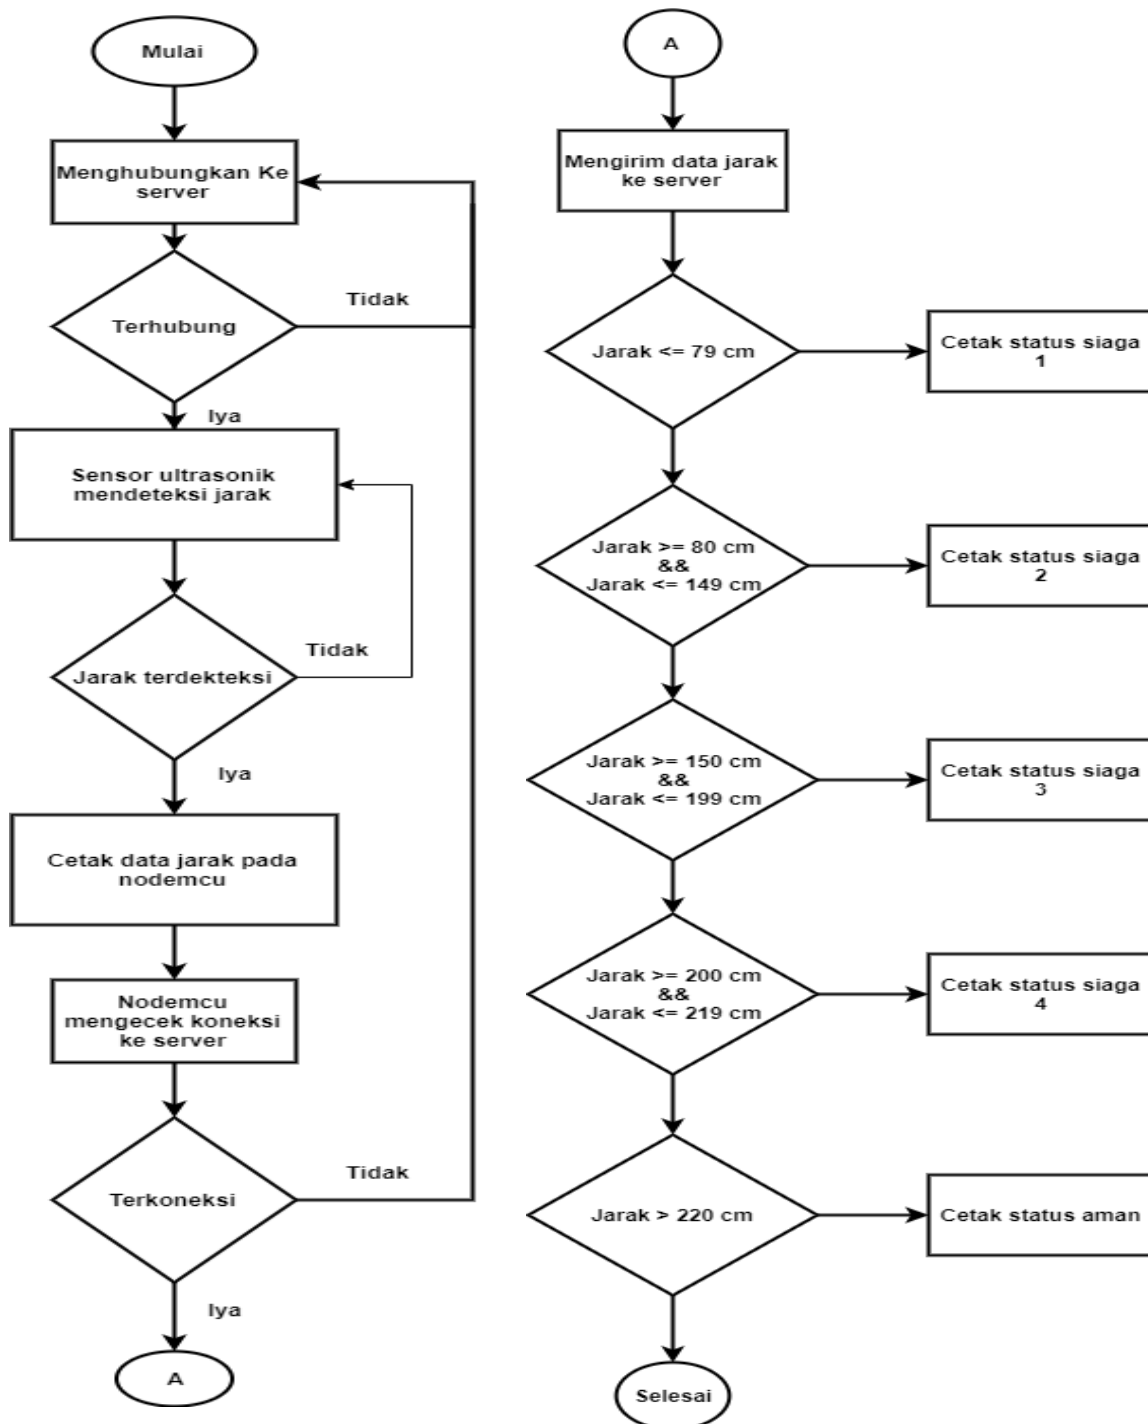 Mulai
Menghubungkan Ke
server
Tidak
Terhubung
Iya
Sensor ultrasonik
mendeteksi jarak
Tidak
Jarak terdekteksi
Iya
Cetak data jarak pada
nodemcu
Nodemcu
mengecek koneksi
ke server
Tidak
Terkoneksi
Iya
A
A
Mengirim data jarak
ke server
Jarak <= 79 cm
Cetak status siaga
1
Jarak >= 80 cm
&&
Jarak <= 149 cm
Cetak status siaga
2
Jarak >= 150 cm
&&
Jarak <= 199 cm
Cetak status siaga
3
Jarak >= 200 cm
&&
Jarak <= 219 cm
Cetak status siaga
4
Jarak > 220 cm
Cetak status aman
Selesai